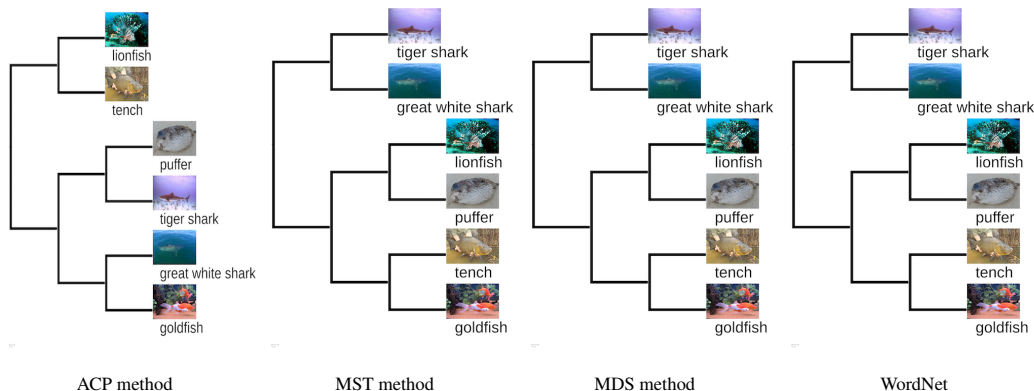 lionfish
tench
puffer
tiger shark
great white shark
goldfish
ACP method
tiger shark
great white shark
lionfish
puffer
tench
goldfish
MST method
tiger shark
great white shark
lionfish
puffer
tench
goldfish
MDS method
tiger shark
great white shark
lionfish
puffer
tench
goldfish
WordNet